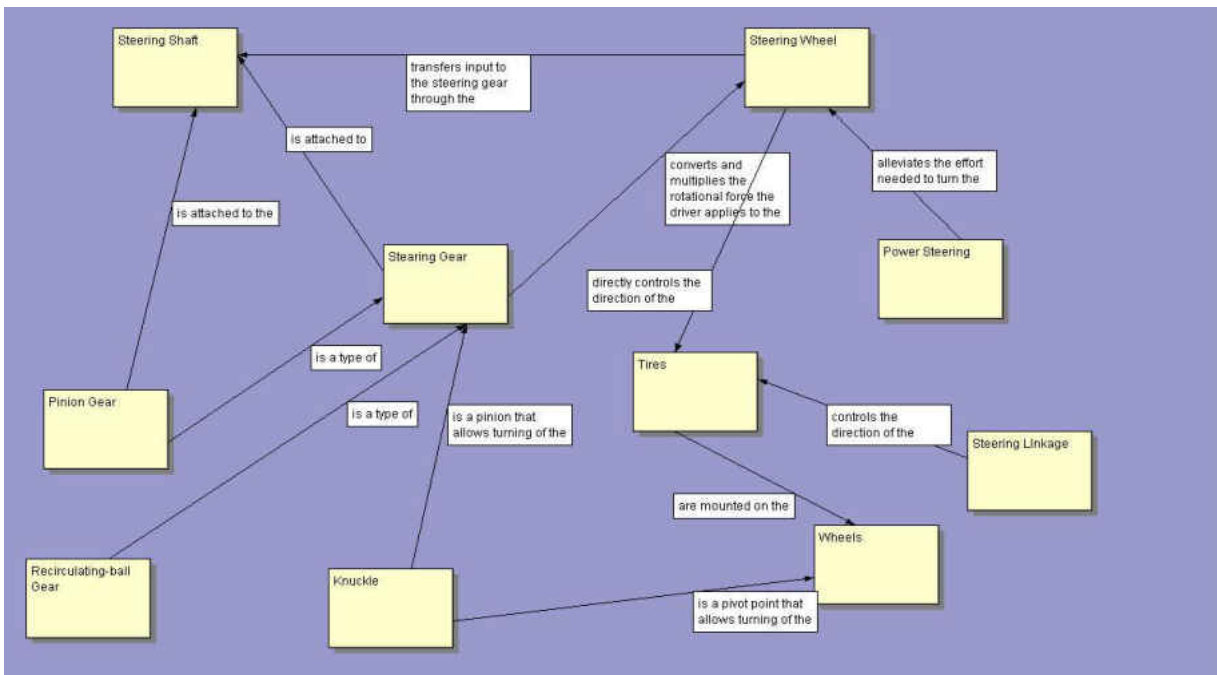 Steering Shaft
Steering Wheel
transfers input to
the steering gear
through the
is attached to
converts and
multiplies the
rotational force the
driver applies to the
alleviates the effort
needed to turn the
is attached to the
Stearing Gear
Power Steering
directly controls the
direction of the
is a type of
Tires
Pinion Gear
is a type of
is a pinion that
allows turning of the
controls the
direction of the
Steering LInkage
are mounted on the
Wheels
Recirculating-ball
Gear
Knuckle
is a pivot point that
allows turning of the